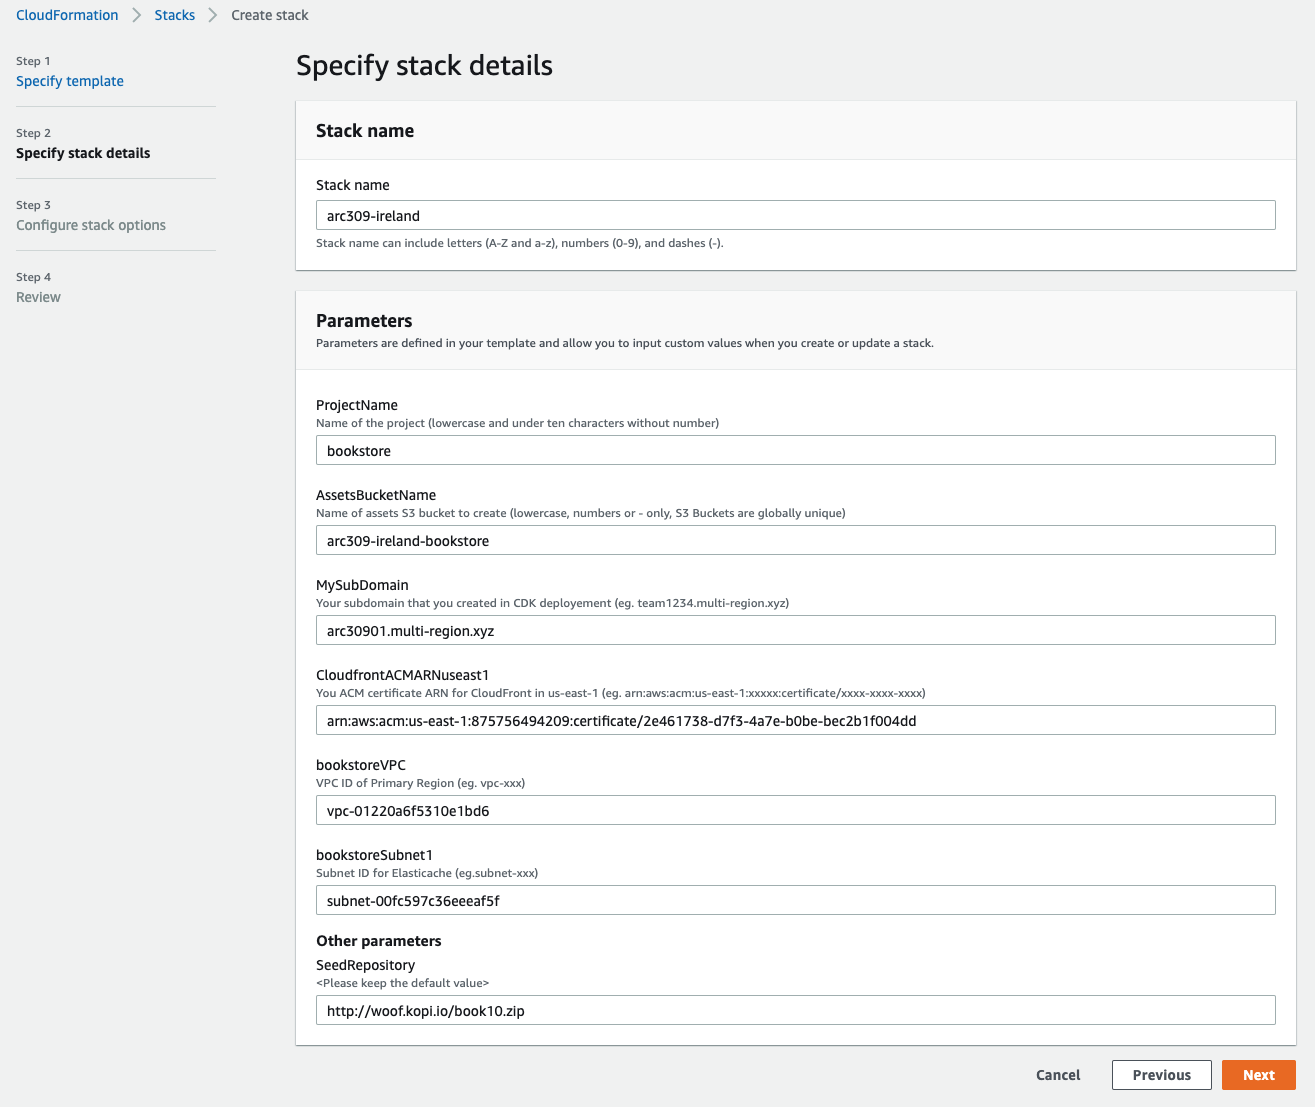 CloudFormation Stacks Create stack
Step 1
Specify template
Step 2
Specify stack details
Step 3
Configure stack options
Step 4
Review
Specify stack details
Stack name
Stack name
arc309-ireland
Stack name can include letters (A-Z and a-z), numbers (0-9), and dashes (-).
Parameters
Parameters are defined in your template and allow you to input custom values when you create or update a stack.
ProjectName
Name of the project (lowercase and under ten characters without number)
bookstore
AssetsBucketName
Name of assets S3 bucket to create (lowercase, numbers or - only, S3 Buckets are globally unique)
arc309-ireland-bookstore
MySubDomain
Your subdomain that you created in CDK deployement (eg. team1234.multi-region.xyz)
arc30901.multi-region.xyz
CloudfrontACMARNuseast1
You ACM certificate ARN for CloudFront in us-east-1 (eg. arn:aws:acm:us-east-1:xxxxx:certificate/xxxx-xxxx-xxxx)
arn:aws:acm:us-east-1:875756494209:certificate/2e461738-d7f3-4a7e-b0be-bec2b1f004dd
bookstoreVPC
VPC ID of Primary Region (eg. vpc-xxx)
vpc-01220a6f5310e1bd6
bookstoreSubnet1
Subnet ID for Elasticache (eg.subnet-xxx)
subnet-00fc597c36eeeaf5f
Other parameters
SeedRepository
<Please keep the default value>
http://woof.kopi.io/book10.zip
Cancel Previous Next